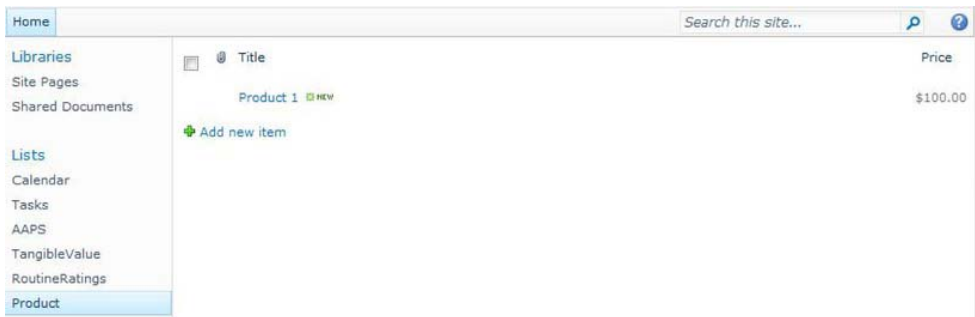 Home
Search this site...
Libraries
Site Pages
Shared Documents
Lists
Calendar
Tasks
AAPS
TangibleValue
RoutineRatings
Product
Title Price
Product 1 NEW $100.00
Add new item